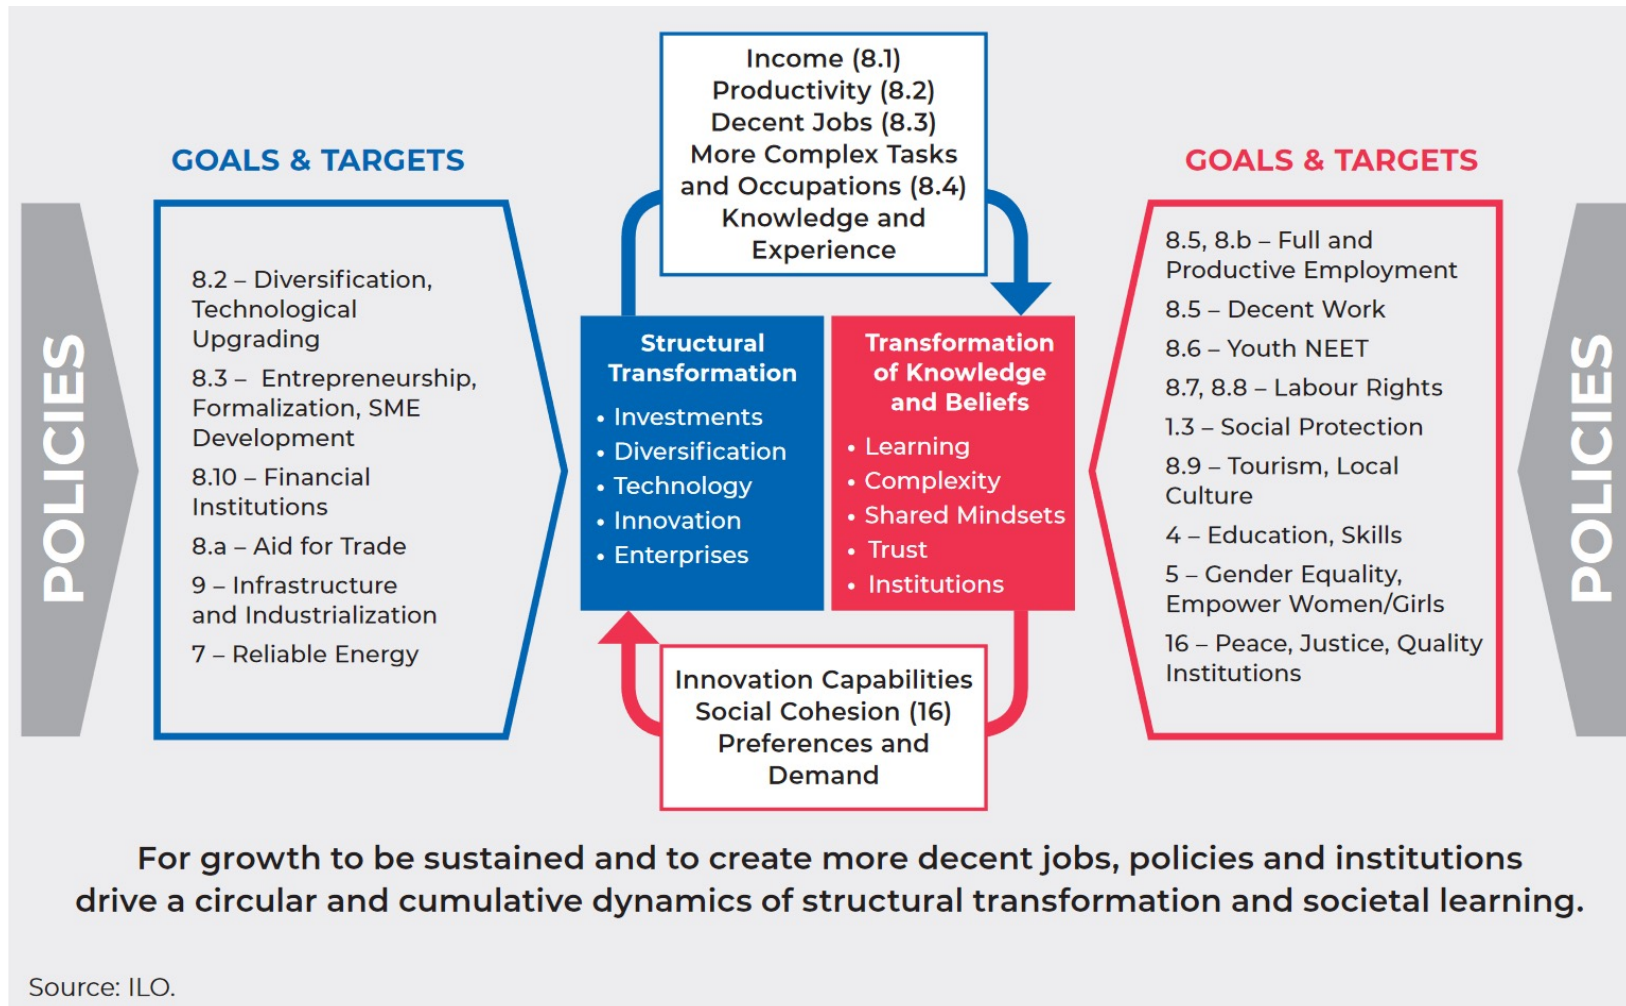 Income (8.1)
Productivity (8.2)
Decent Jobs (8.3)
More Complex Tasks
and Occupations (8.4)
Knowledge and
Experience
GOALS & TARGETS
POLICIES
8.2 – Diversification,
Technological
Upgrading
8.3 – Entrepreneurship,
Formalization, SME
Development
8.10 – Financial
Institutions
8.a – Aid for Trade
9 – Infrastructure
and Industrialization
7 – Reliable Energy
Structural
Transformation
• Investments
• Diversification
• Technology
• Innovation
• Enterprises
Transformation
of Knowledge
and Beliefs
• Learning
• Complexity
• Shared Mindsets
• Trust
• Institutions
GOALS & TARGETS
8.5, 8.b – Full and
Productive Employment
8.5 – Decent Work
8.6 – Youth NEET
8.7, 8.8 – Labour Rights
1.3 – Social Protection
8.9 – Tourism, Local
Culture
4 – Education, Skills
5 – Gender Equality,
Empower Women/Girls
16 – Peace, Justice, Quality
Institutions
POLICIES
Innovation Capabilities
Social Cohesion (16)
Preferences and
Demand
For growth to be sustained and to create more decent jobs, policies and institutions
drive a circular and cumulative dynamics of structural transformation and societal learning.
Source: ILO.